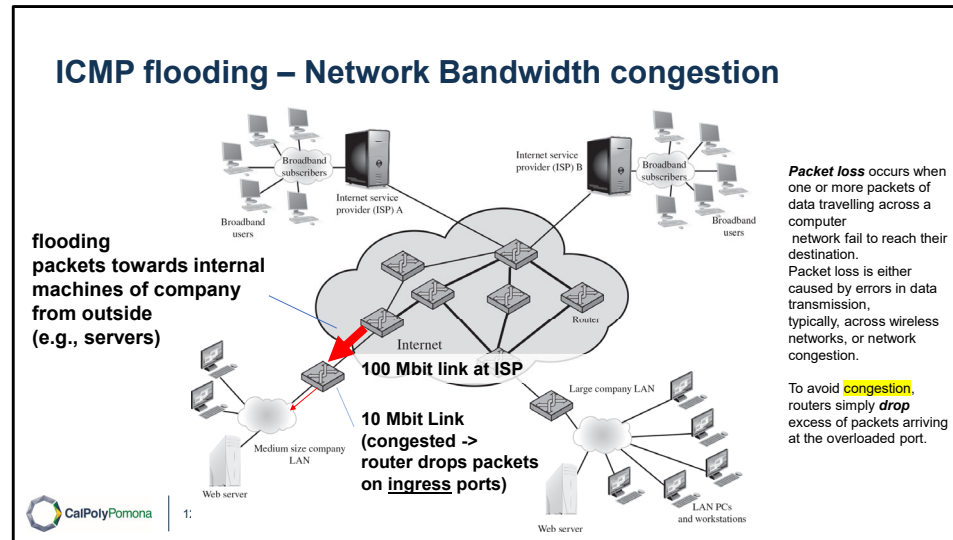 ICMP flooding – Network Bandwidth congestion
Broadband
subscribers
Broadband
users
Internet service
provider (ISP) A
Internet service
provider (ISP) B
Broadband
subscribers
Broadband
users
flooding
packets towards internal
machines of company
from outside
(e.g., servers)
Router
Internet
100 Mbit link at ISP
10 Mbit Link
(congested ->
router drops packets
on ingress ports)
Medium size company
LAN
Web server
Large company LAN
LAN PCs
and workstations
Web server
Packet loss occurs when
one or more packets of
data travelling across a
computer
network fail to reach their
destination.
Packet loss is either
caused by errors in data
transmission,
typically, across wireless
networks, or network
congestion.
To avoid congestion,
routers simply drop
excess of packets arriving
at the overloaded port.
CalPolyPomona